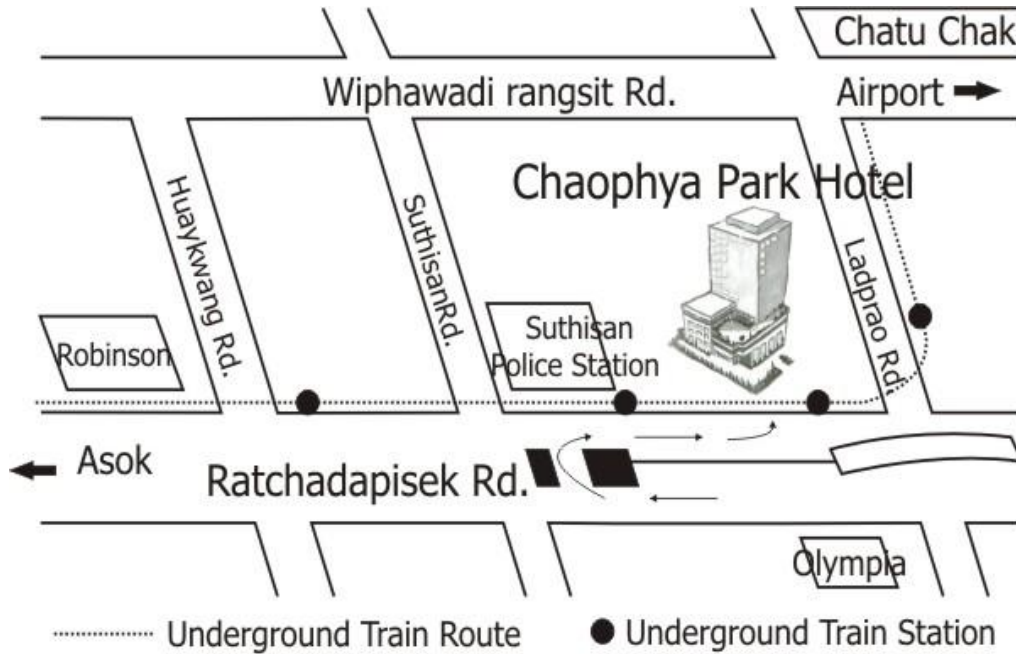 Chatu Chak
Wiphawadi rangsit Rd.
Airport
Chaophya Park Hotel
Huaykwang Rd.
SuthisanRd.
Ladprao Rd.
Robinson
Suthisan
Police Station
Asok
Ratchadapisek Rd.
Olympia
Underground Train Route
Underground Train Station